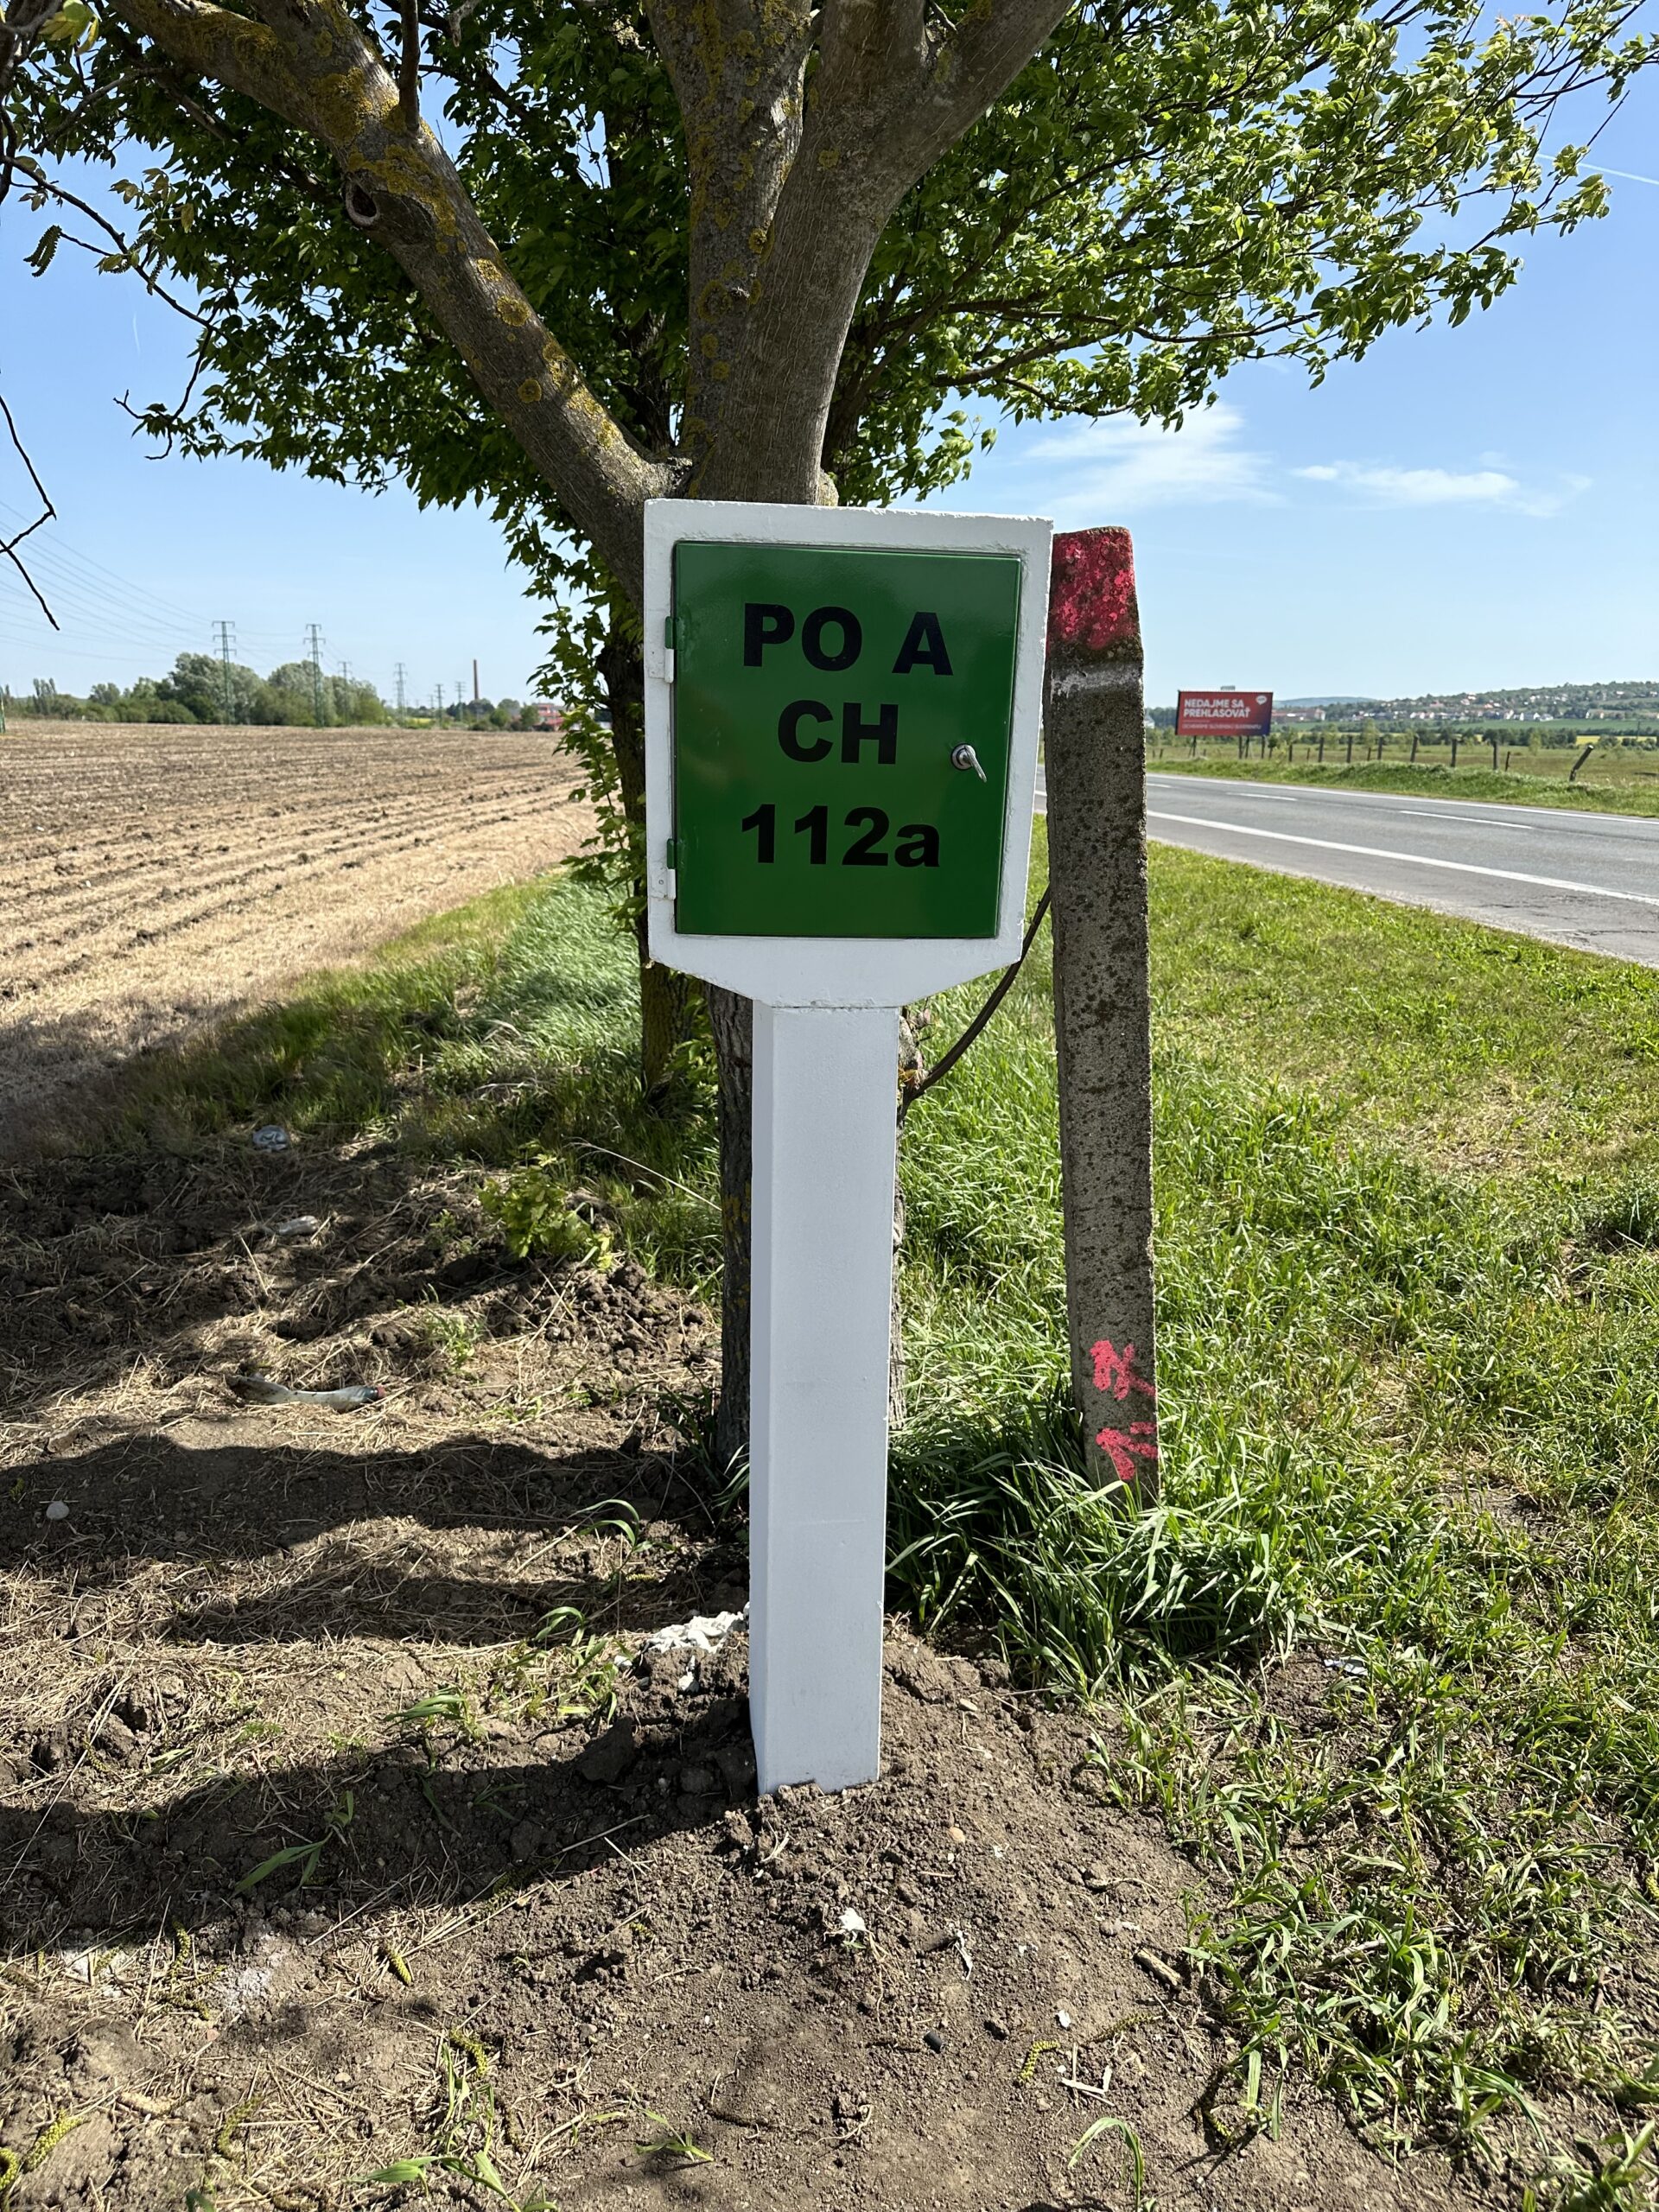 PO A
CH
112a
NEDAJME SA
PREHLASOVAŤ